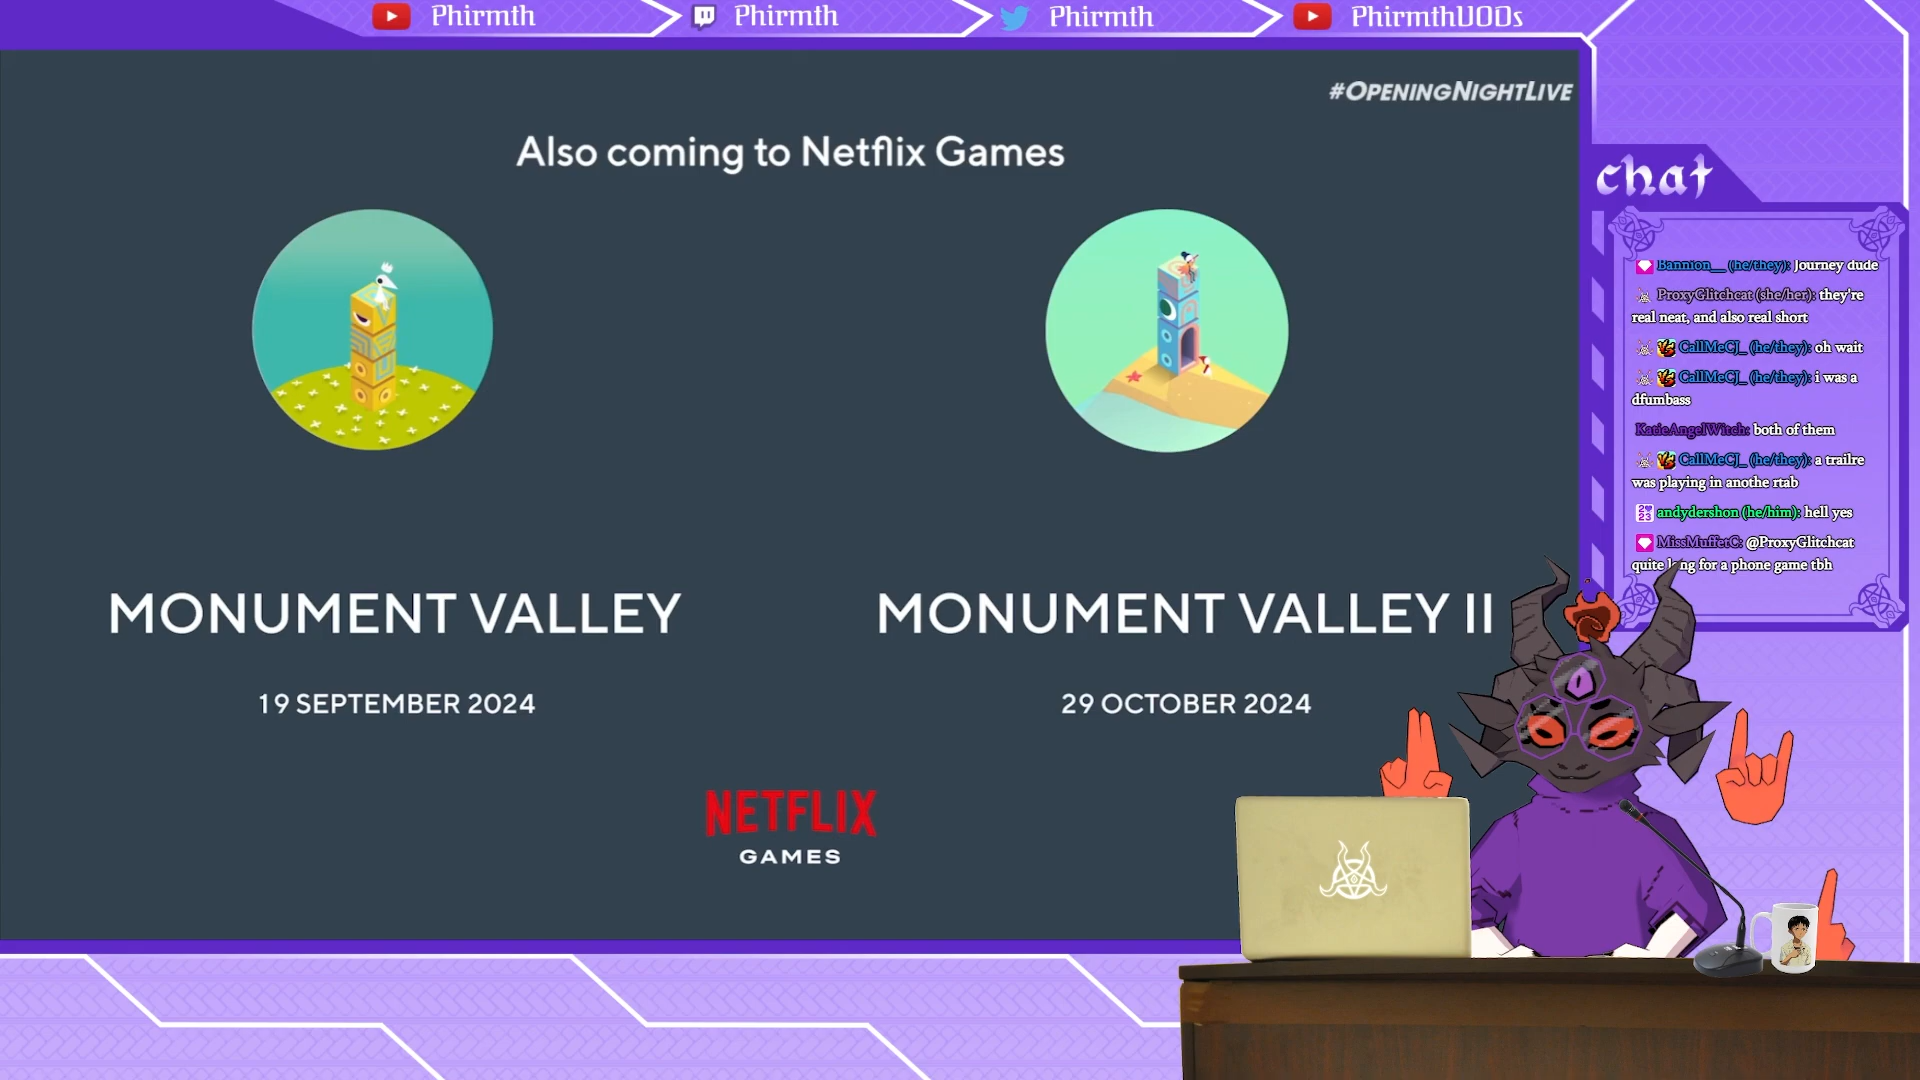 Phirmth
Phirmth
Phirmth
PhirmthVODs
#OPENINGNIGHTLIVE
Also coming to Netflix Games
MONUMENT VALLEY
19 SEPTEMBER 2024
MONUMENT VALLEY II
29 OCTOBER 2024
NETFLIX
GAMES
chat
Bannion__ (he/they): Journey dude
ProxyGlitchcat (she/her): they're
real neat, and also real short
CallMeCJ_ (he/they): oh wait
CallMeCJ_ (he/they): i was a
dfumbass
KatieAngelWitch: both of them
CallMeCJ_ (he/they): a trailre
was playing in anothe rtab
andydershon (he/him): hell yes
MissMuffetC: @ProxyGlitchcat
quite long for a phone game tbh